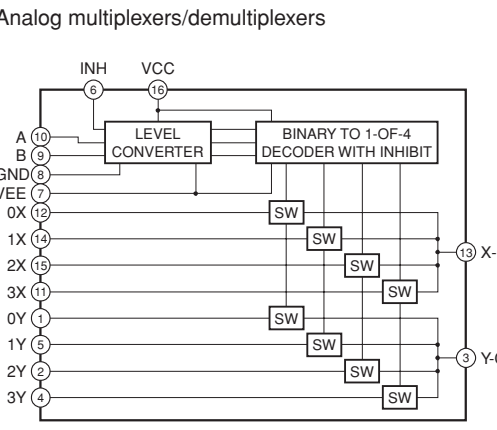 Analog multiplexers/demultiplexers
INH VCC
6 16
A 10
B 9
GND 8
VEE 7
LEVEL CONVERTER
BINARY TO 1-OF-4 DECODER WITH INHIBIT
0X 12 SW
1X 14 SW
13 X-
2X 15 SW
3X 11 SW
0Y 1 SW
1Y 5 SW
3 Y-
2Y 2 SW
3Y 4 SW